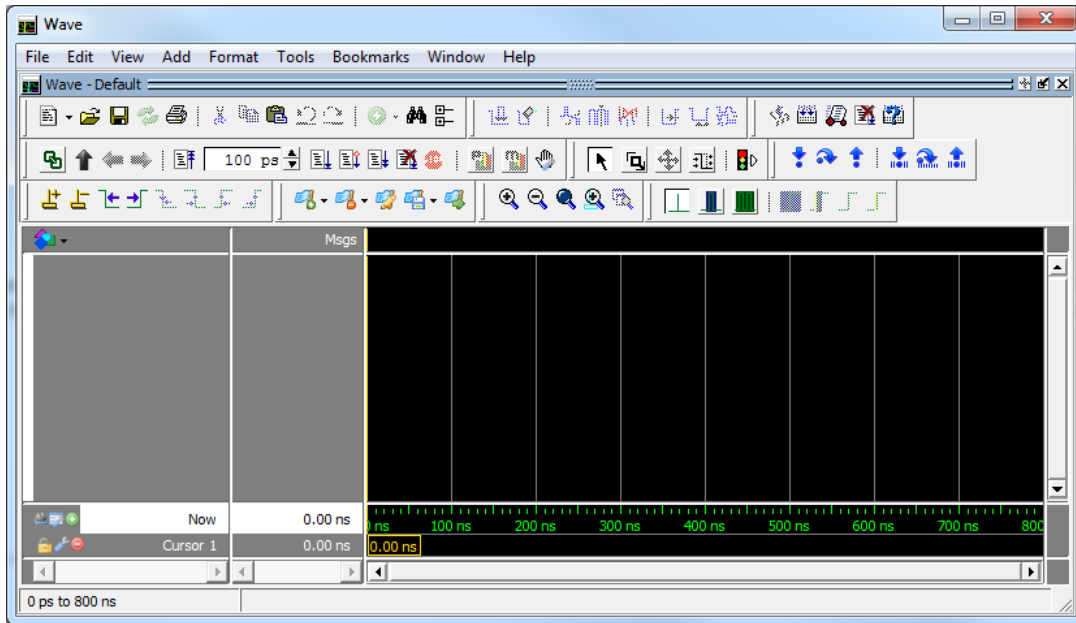 Wave
File Edit View Add Format Tools Bookmarks Window Help
Wave - Default
100 ps
Msgs
Now 0.00 ns
ns 100 ns 200 ns 300 ns 400 ns 500 ns 600 ns 700 ns 800
Cursor 1 0.00 ns 0.00 ns
0 ps to 800 ns